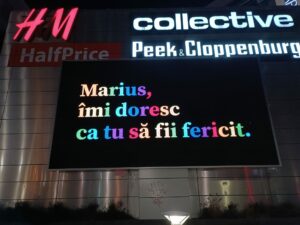 H&M
collective
HalfPrice
Peek&Cloppenburg
Marius,
îmi doresc
ca tu să fii fericit.